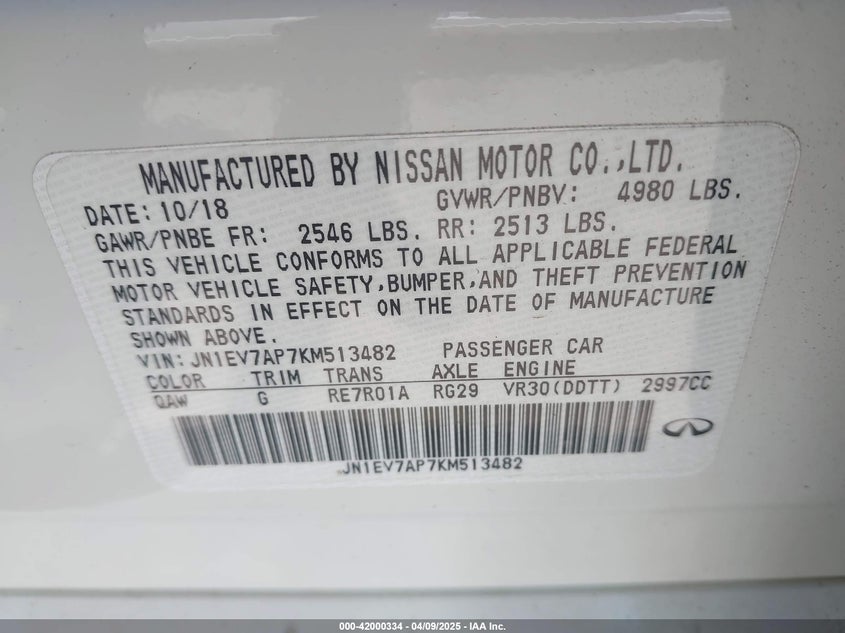 MANUFACTURED BY NISSAN MOTOR CO.,LTD.
DATE: 10/18 GVWR/PNBV: 4980 LBS.
GAWR/PNBE FR: 2546 LBS. RR: 2513 LBS.
THIS VEHICLE CONFORMS TO ALL APPLICABLE FEDERAL
MOTOR VEHICLE SAFETY,BUMPER,AND THEFT PREVENTION
STANDARDS IN EFFECT ON THE DATE OF MANUFACTURE
SHOWN ABOVE.
VIN: JN1EV7AP7KM513482 PASSENGER CAR
COLOR TRIM TRANS AXLE ENGINE
QAW G RE7R01A RG29 VR30(DDTT) 2997CC
JN1EV7AP7KM513482
000-42000334 | 04/09/2025 - IAA Inc.